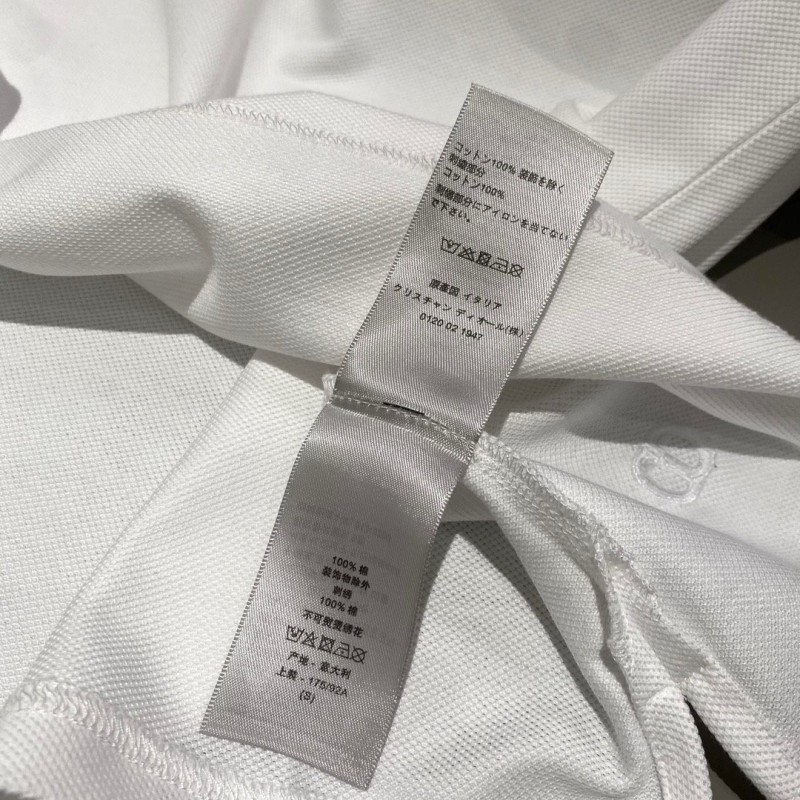 コットン100% 装飾を除く
刺繍部分
コットン100%
刺繍部分にアイロンを当てない
で下さい。
原産国 イタリア
クリスチャン ディオール(株)
0120 02 1947
100% 棉
装饰物除外
刺绣
100% 棉
不可熨烫绣花
产地 - 意大利
上装 - 175/92A
(S)